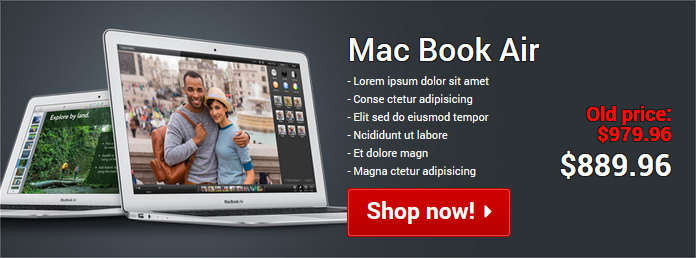 Mac Book Air
- Lorem ipsum dolor sit amet
- Conse ctetur adipisicing
- Elit sed do eiusmod tempor
- Ncididunt ut labore
- Et dolore magn
- Magna ctetur adipisicing
Old price:
$979.96
$889.96
Shop now!
Explore by land.
MacBook Air
MacBook Air